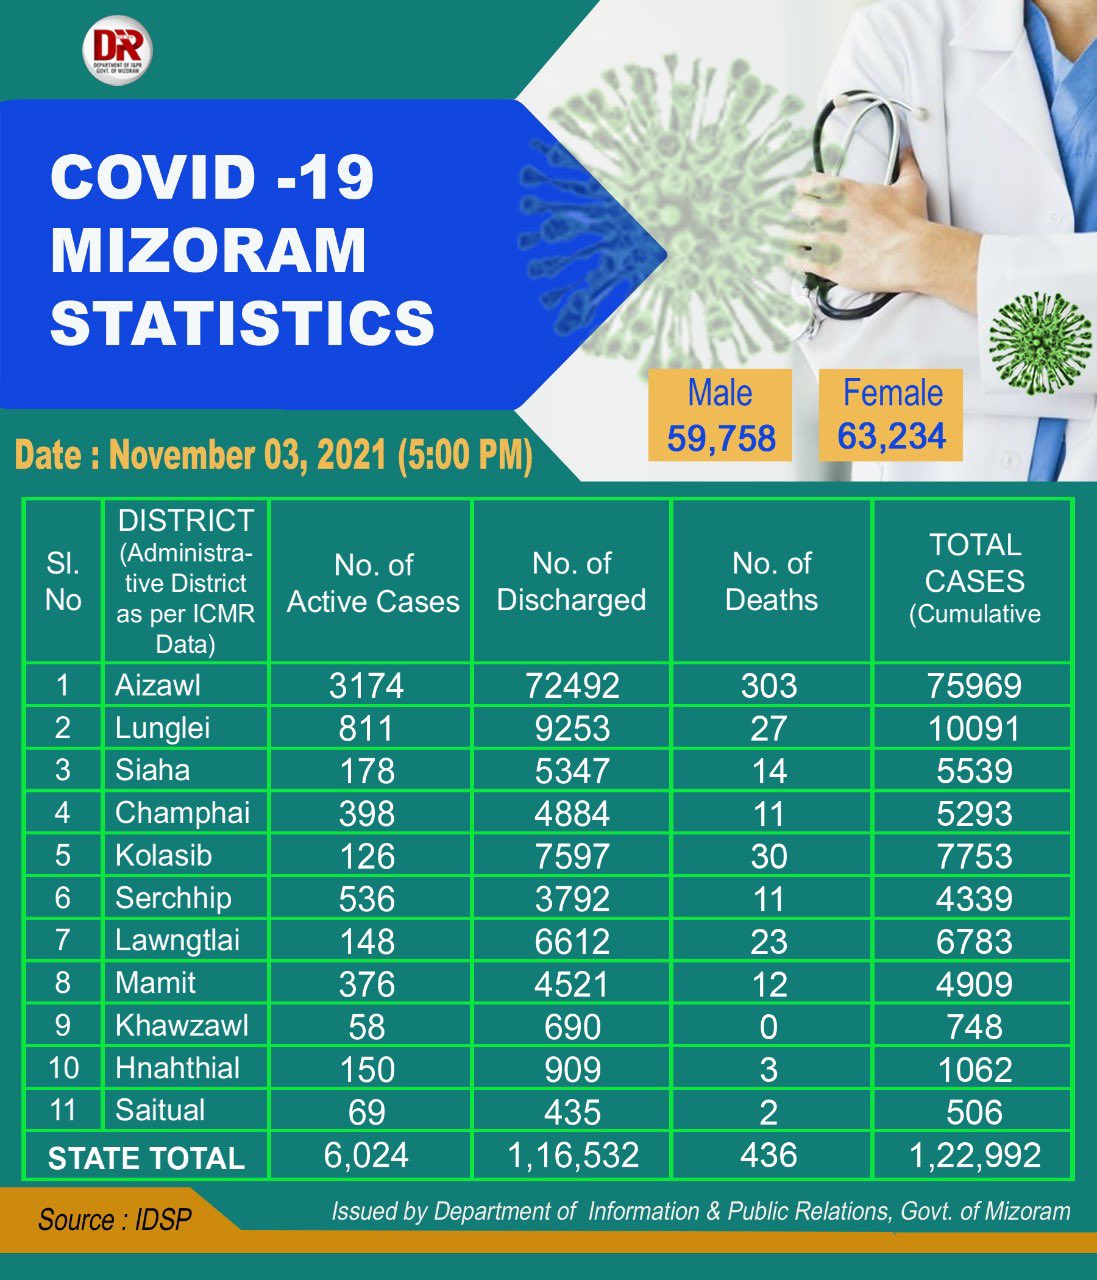 DIPR
DEPARTMENT OF I&PR
GOVT. OF MIZORAM
COVID -19
MIZORAM
STATISTICS
Male
59,758
Female
63,234
Date : November 03, 2021 (5:00 PM)
Sl. No | DISTRICT (Administra-tive District as per ICMR Data) | No. of Active Cases | No. of Discharged | No. of Deaths | TOTAL CASES (Cumulative
1 Aizawl 3174 72492 303 75969
2 Lunglei 811 9253 27 10091
3 Siaha 178 5347 14 5539
4 Champhai 398 4884 11 5293
5 Kolasib 126 7597 30 7753
6 Serchhip 536 3792 11 4339
7 Lawngtlai 148 6612 23 6783
8 Mamit 376 4521 12 4909
9 Khawzawl 58 690 0 748
10 Hnahthial 150 909 3 1062
11 Saitual 69 435 2 506
STATE TOTAL 6,024 1,16,532 436 1,22,992
Source : IDSP
Issued by Department of Information & Public Relations, Govt. of Mizoram